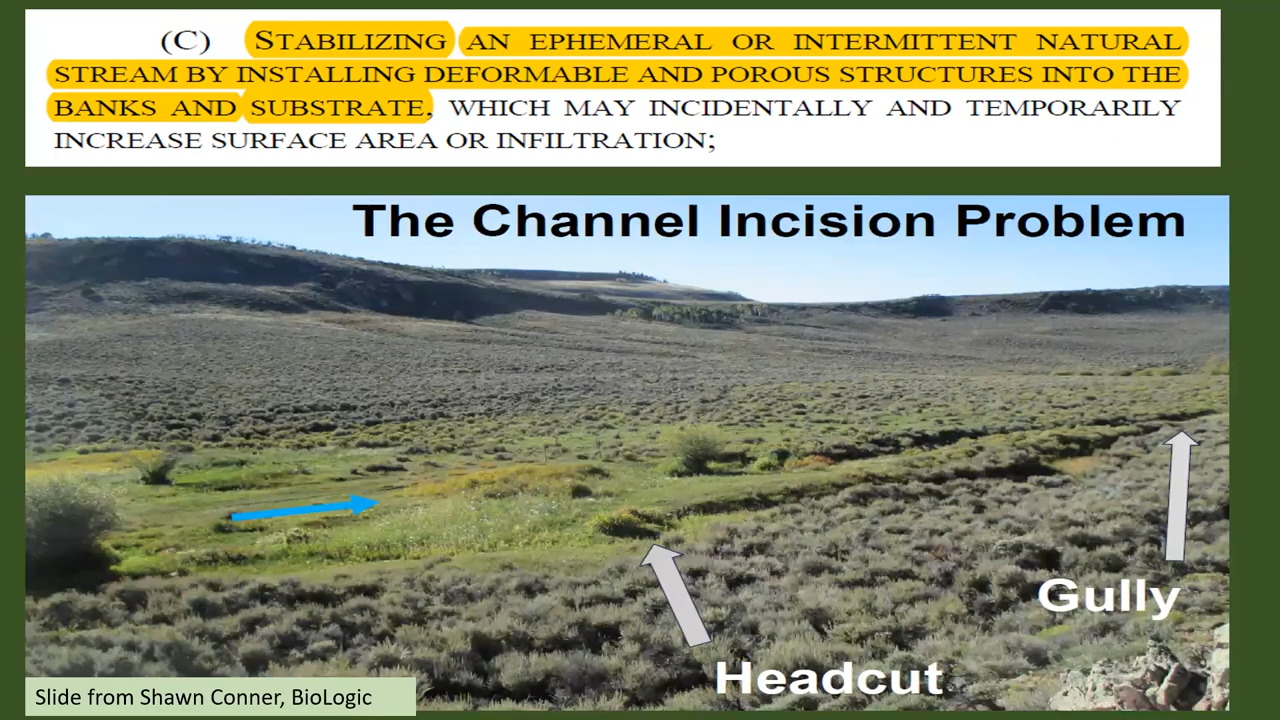 (C) STABILIZING AN EPHEMERAL OR INTERMITTENT NATURAL
STREAM BY INSTALLING DEFORMABLE AND POROUS STRUCTURES INTO THE
BANKS AND SUBSTRATE, WHICH MAY INCIDENTALLY AND TEMPORARILY
INCREASE SURFACE AREA OR INFILTRATION;
The Channel Incision Problem
Gully
Headcut
Slide from Shawn Conner, BioLogic